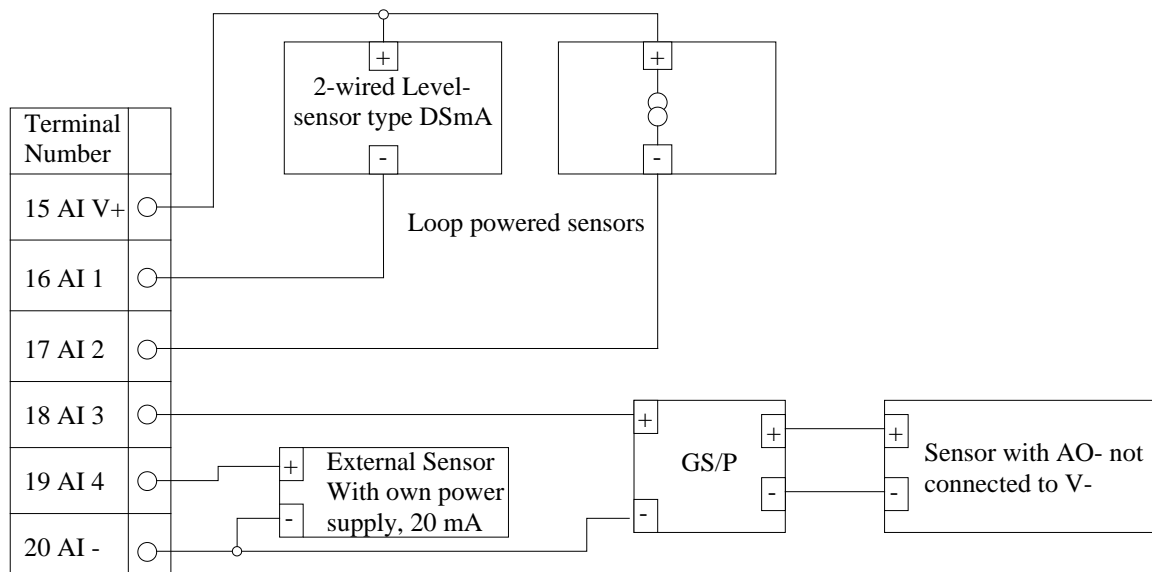 +
+
2-wired Level-
sensor type DSmA
-
-
Terminal
Number
15 AI V+
Loop powered sensors
16 AI 1
17 AI 2
18 AI 3
+
+
+
GS/P
Sensor with AO- not
connected to V-
-
-
-
19 AI 4
+
External Sensor
With own power
supply, 20 mA
-
20 AI -